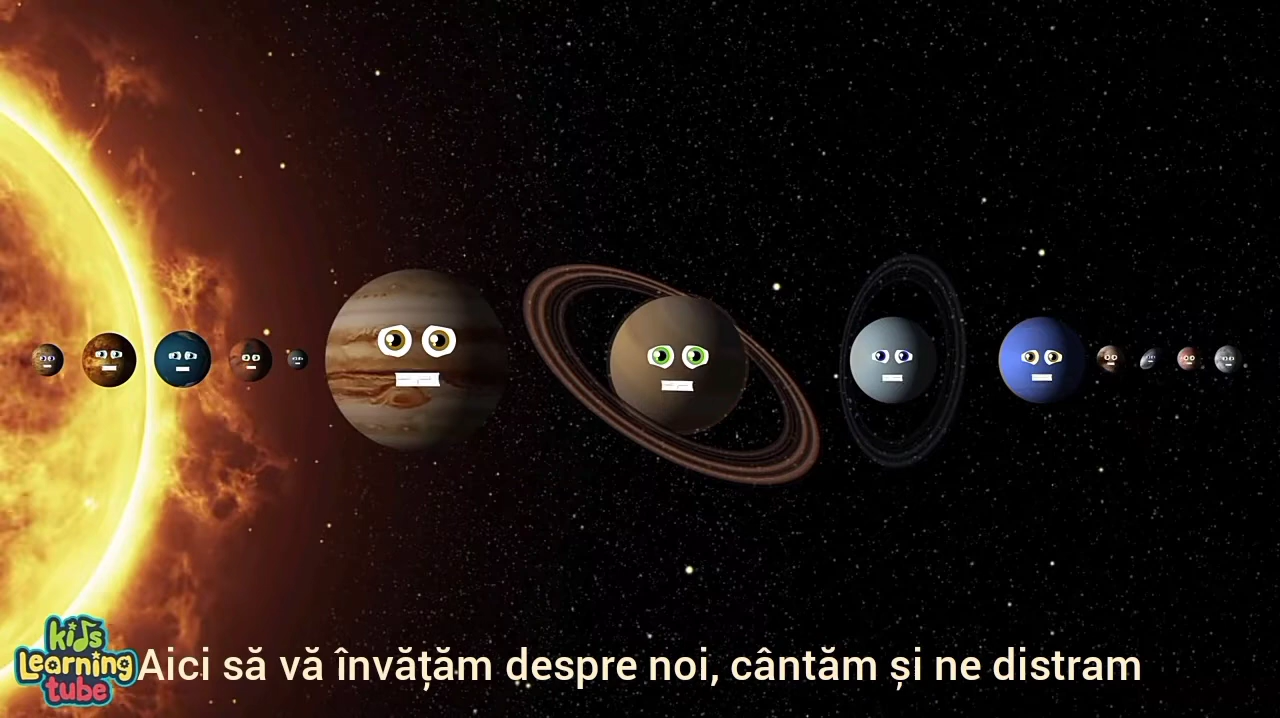 kids
Learning
tube
Aici să vă învățăm despre noi, cântăm și ne distram